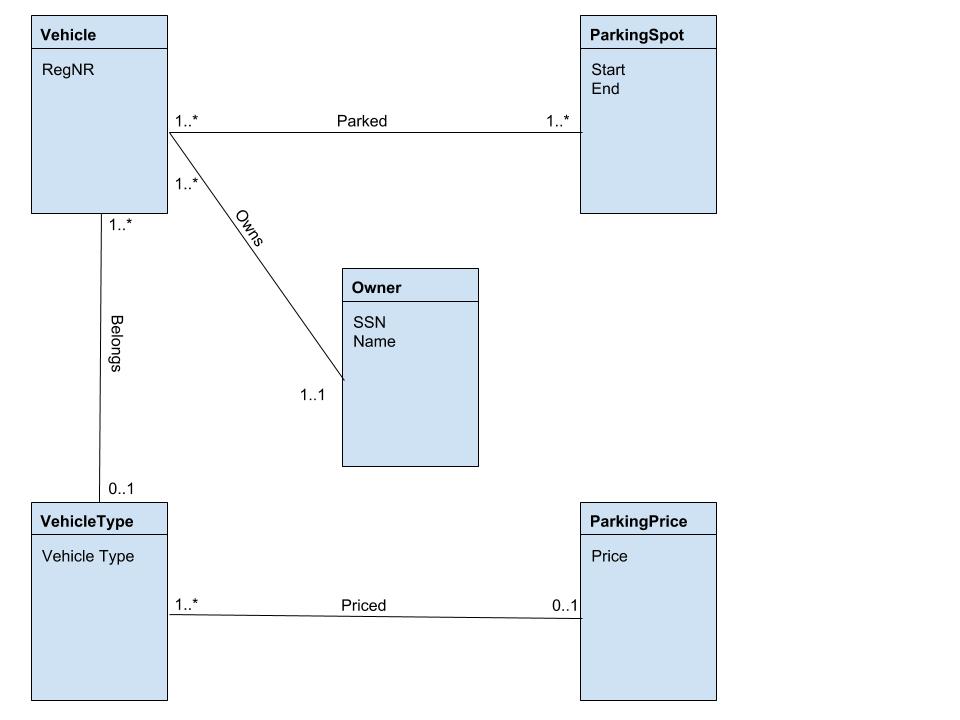 Vehicle
RegNR
ParkingSpot
Start
End
1..*
Parked
1..*
1..*
Owns
1..*
Owner
SSN
Name
Belongs
1..1
0..1
VehicleType
Vehicle Type
ParkingPrice
Price
1..*
Priced
0..1